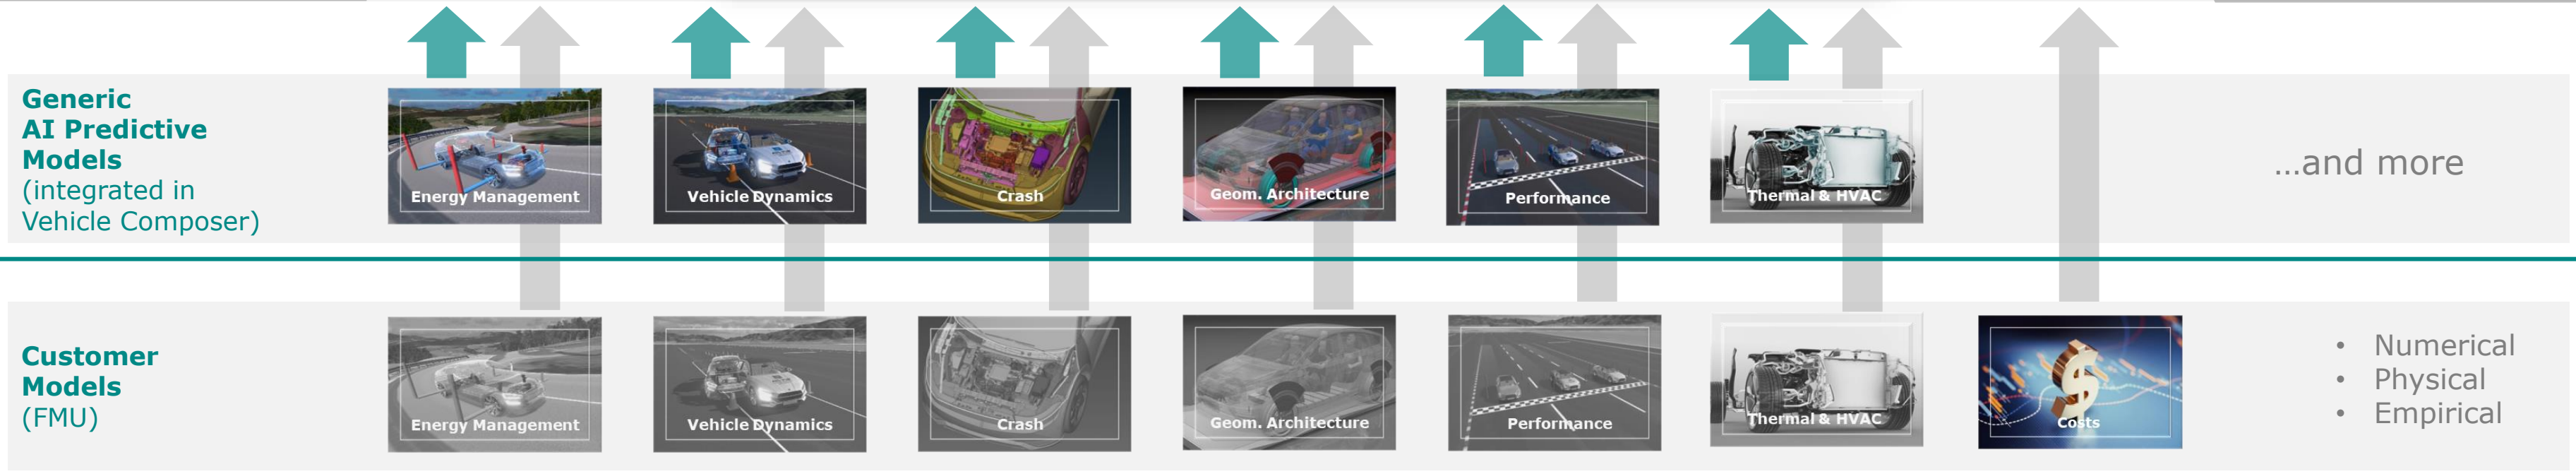 Generic
AI Predictive
Models
(integrated in
Vehicle Composer)
Energy Management
Vehicle Dynamics
Crash
Geom. Architecture
Performance
Thermal & HVAC
...and more
Customer
Models
(FMU)
Energy Management
Vehicle Dynamics
Crash
Geom. Architecture
Performance
Thermal & HVAC
Costs
• Numerical
• Physical
• Empirical